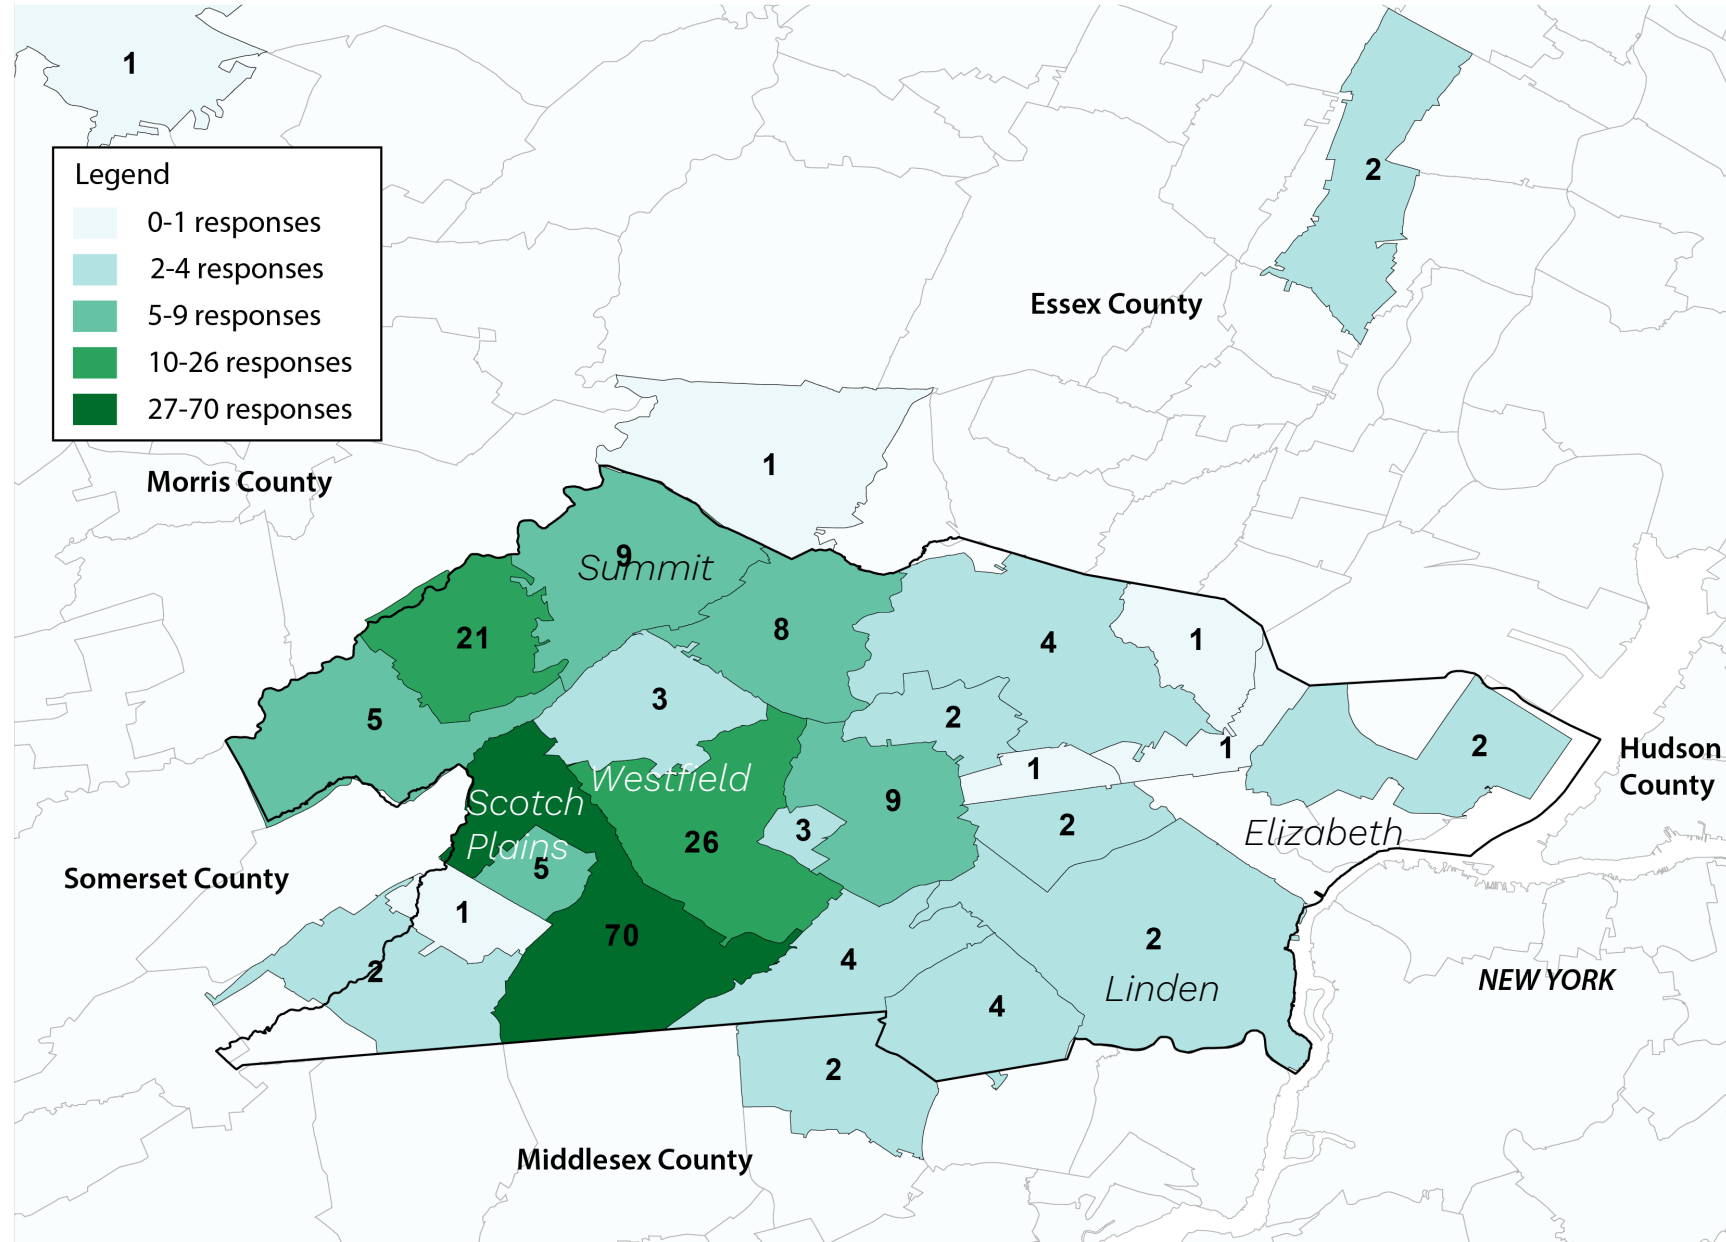 1
Legend
0-1 responses
2-4 responses
5-9 responses
10-26 responses
27-70 responses
2
Essex County
Morris County
1
9
Summit
21
8
4
1
5
3
2
2
1
1
Hudson
County
Westfield
Scotch
Plains
9
3
26
2
Elizabeth
5
Somerset County
1
70
4
2
2
Linden
NEW YORK
4
2
Middlesex County